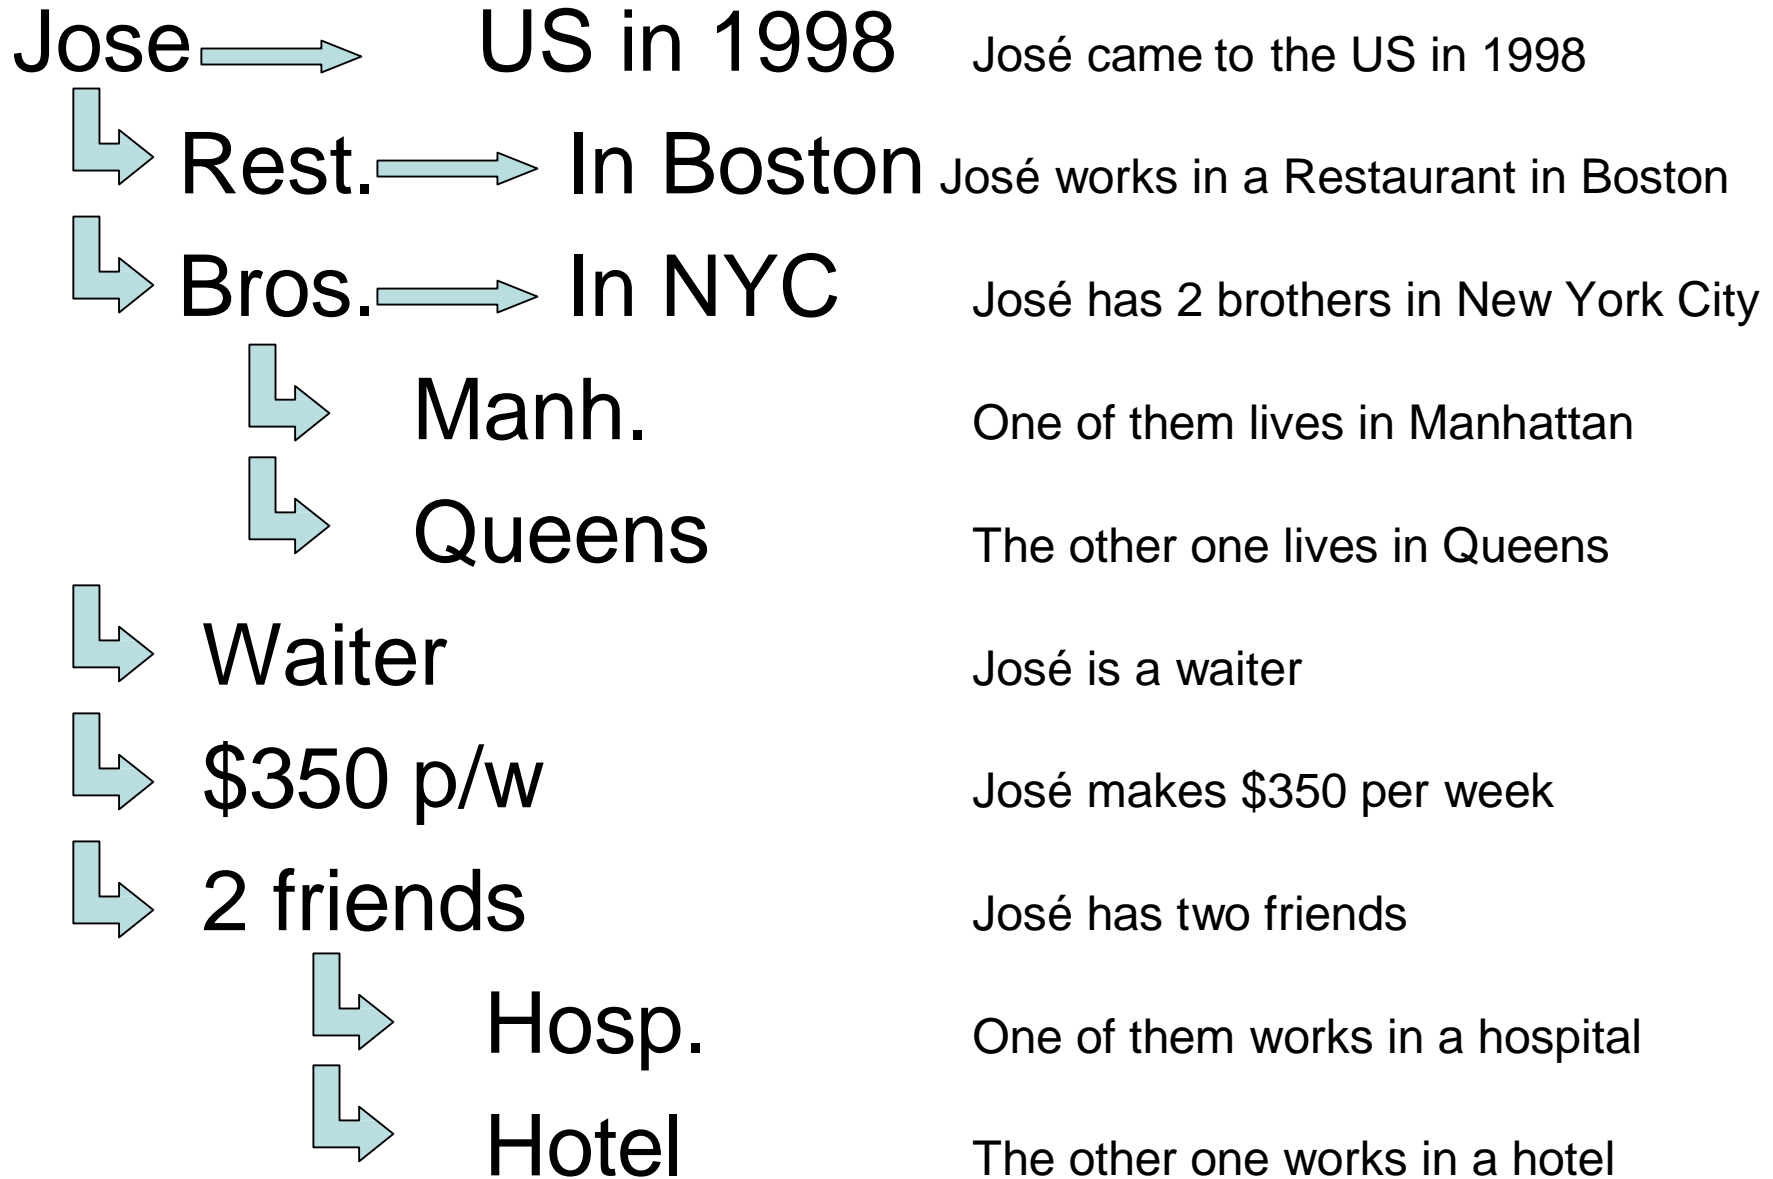 Jose US in 1998 José came to the US in 1998
Rest. In Boston José works in a Restaurant in Boston
Bros. In NYC José has 2 brothers in New York City
Manh. One of them lives in Manhattan
Queens The other one lives in Queens
Waiter José is a waiter
$350 p/w José makes $350 per week
2 friends José has two friends
Hosp. One of them works in a hospital
Hotel The other one works in a hotel